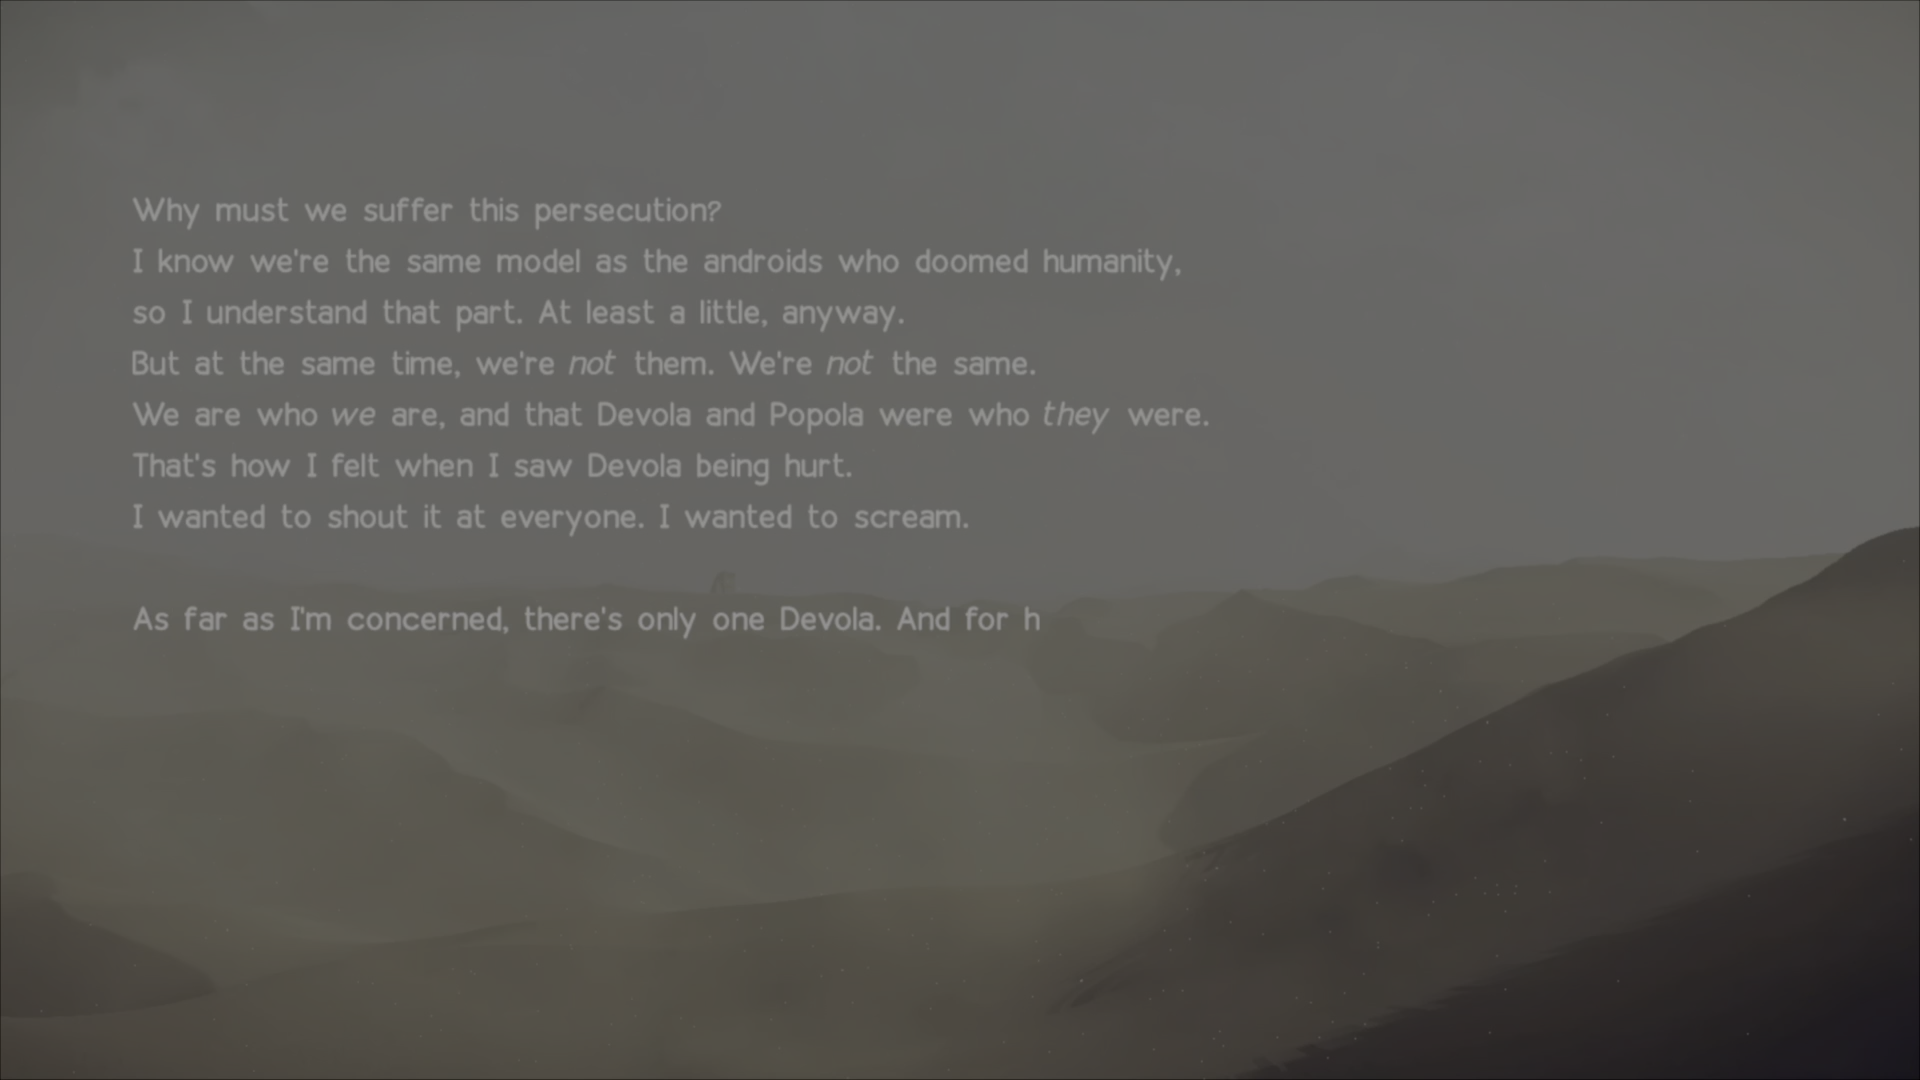 Why must we suffer this persecution?
I know we're the same model as the androids who doomed humanity,
so I understand that part. At least a little, anyway.
But at the same time, we're not them. We're not the same.
We are who we are, and that Devola and Popola were who they were.
That's how I felt when I saw Devola being hurt.
I wanted to shout it at everyone. I wanted to scream.
As far as I'm concerned, there's only one Devola. And for h